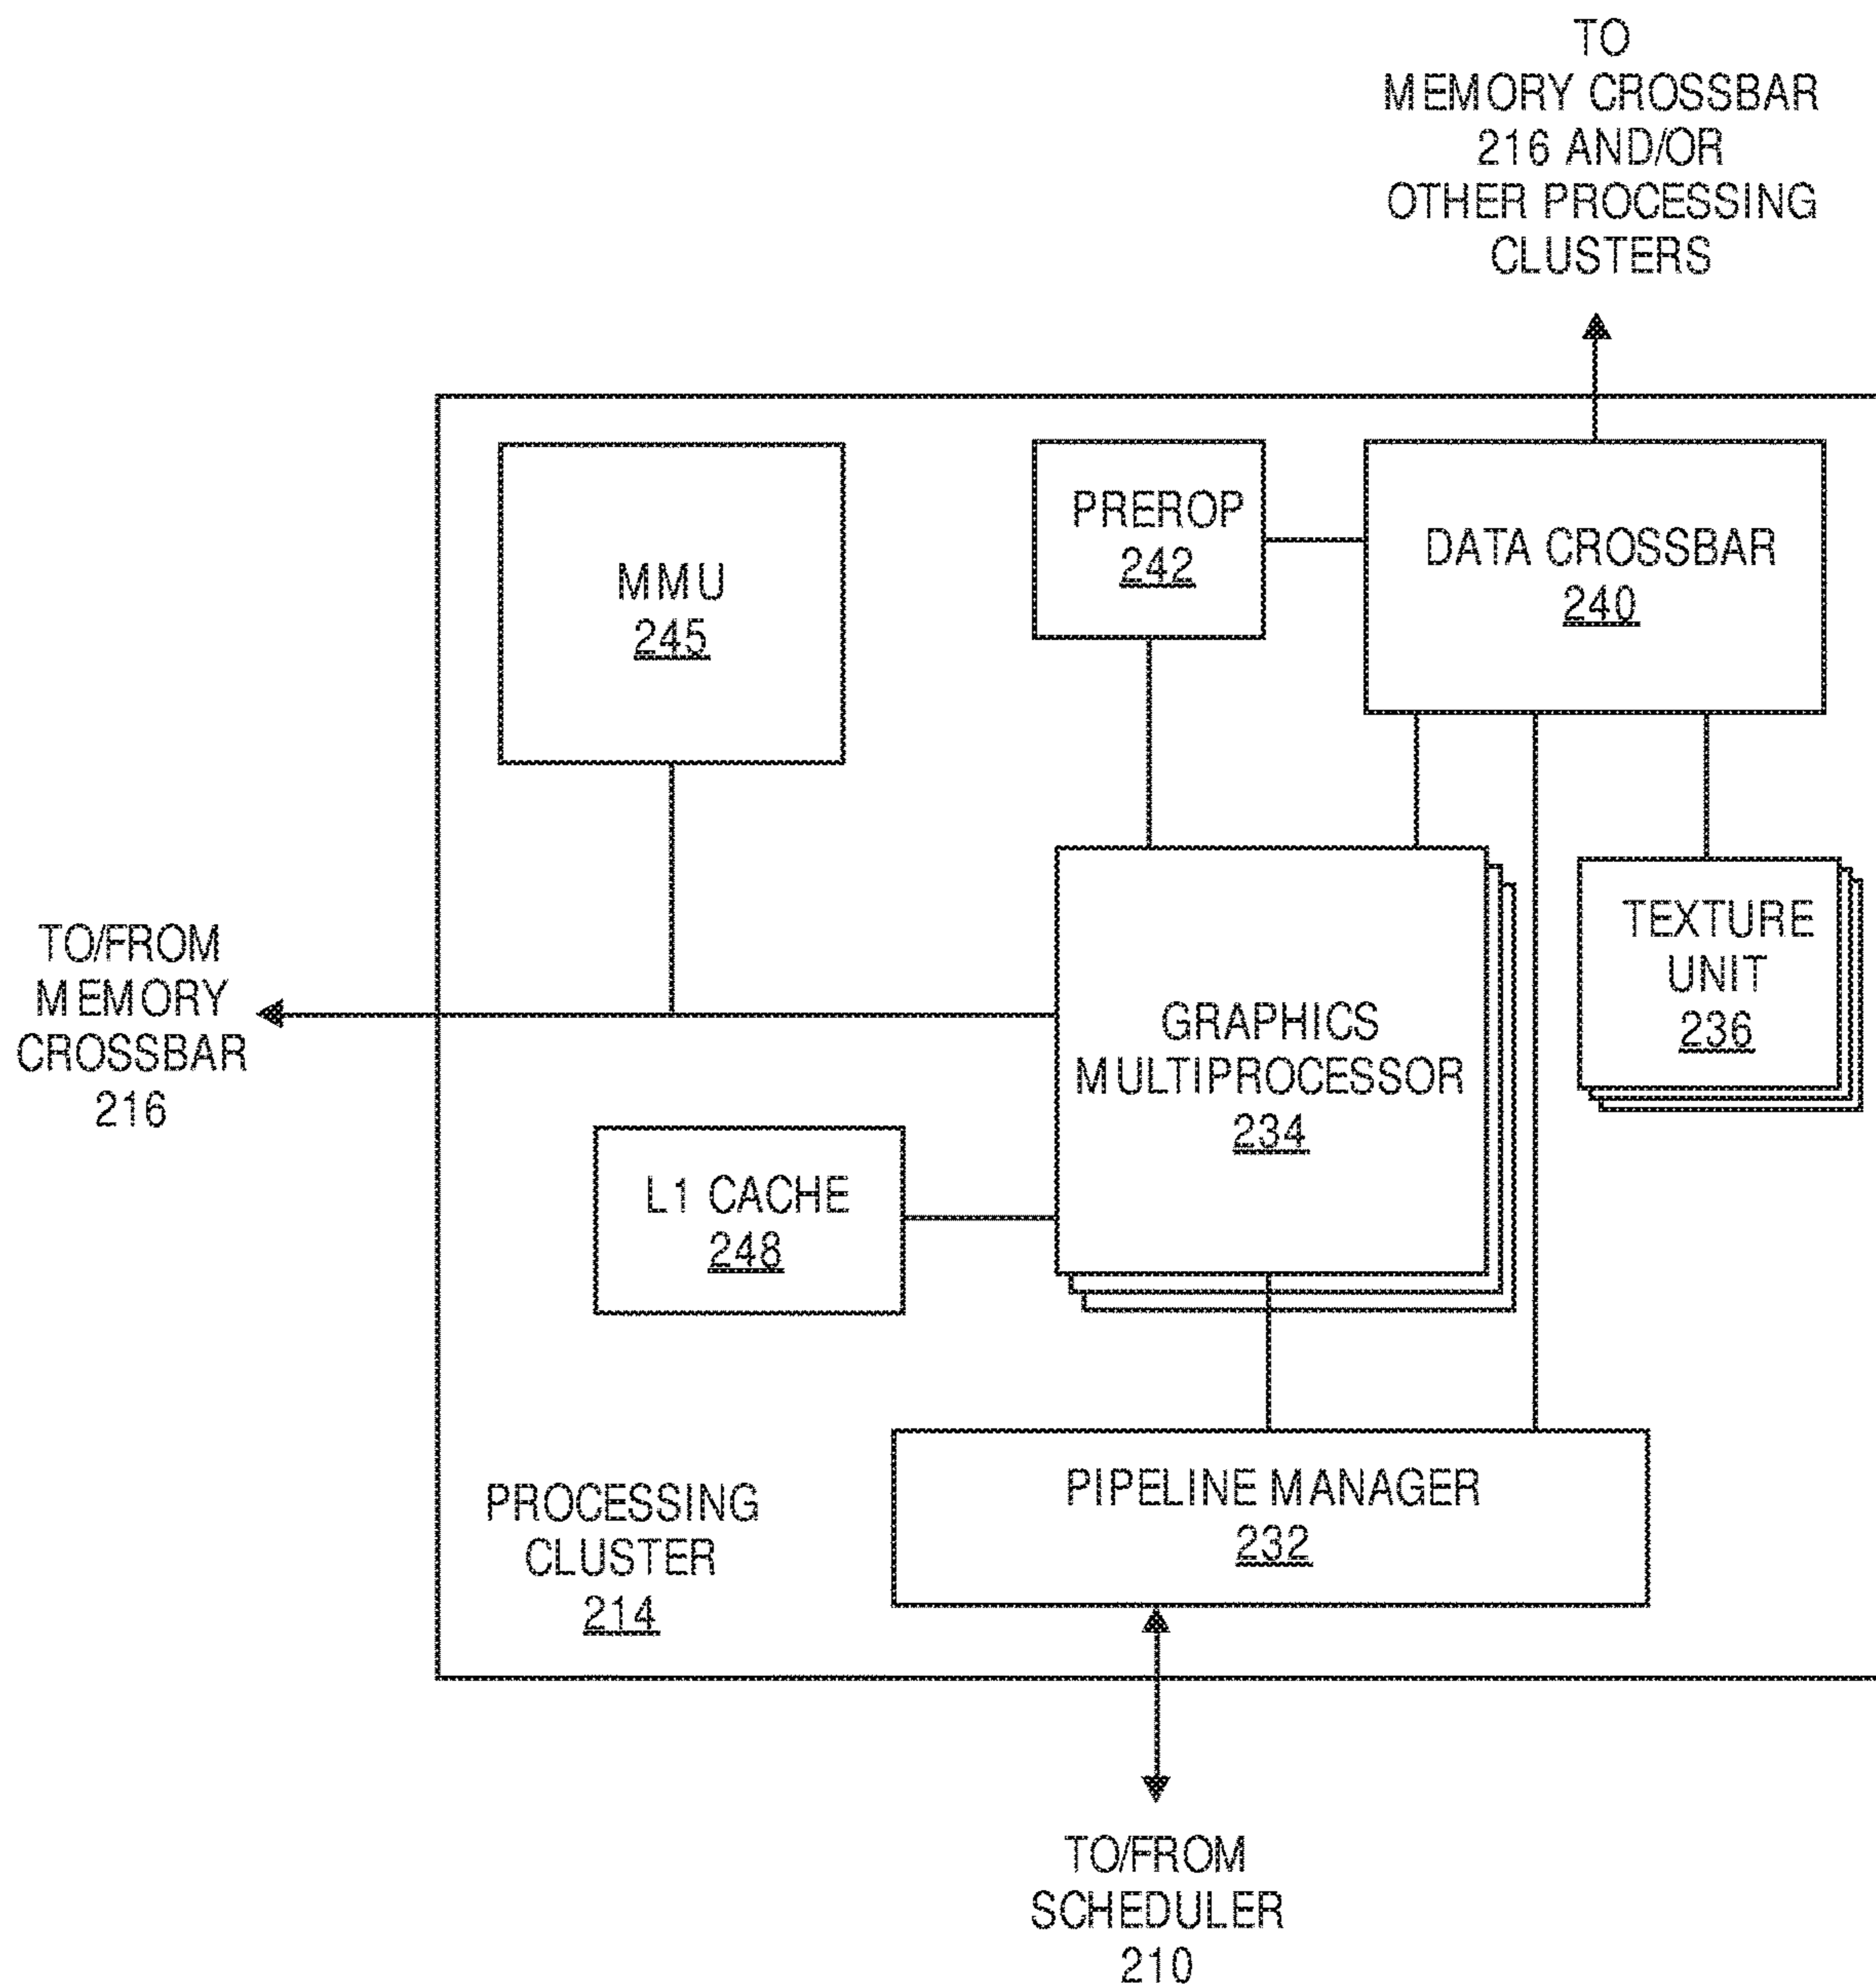 TO
MEMORY CROSSBAR
216 AND/OR
OTHER PROCESSING
CLUSTERS
MMU
245
PREROP
242
DATA CROSSBAR
240
TO/FROM
MEMORY
CROSSBAR
216
GRAPHICS
MULTIPROCESSOR
234
TEXTURE
UNIT
236
L1 CACHE
248
PROCESSING
CLUSTER
214
PIPELINE MANAGER
232
TO/FROM
SCHEDULER
210